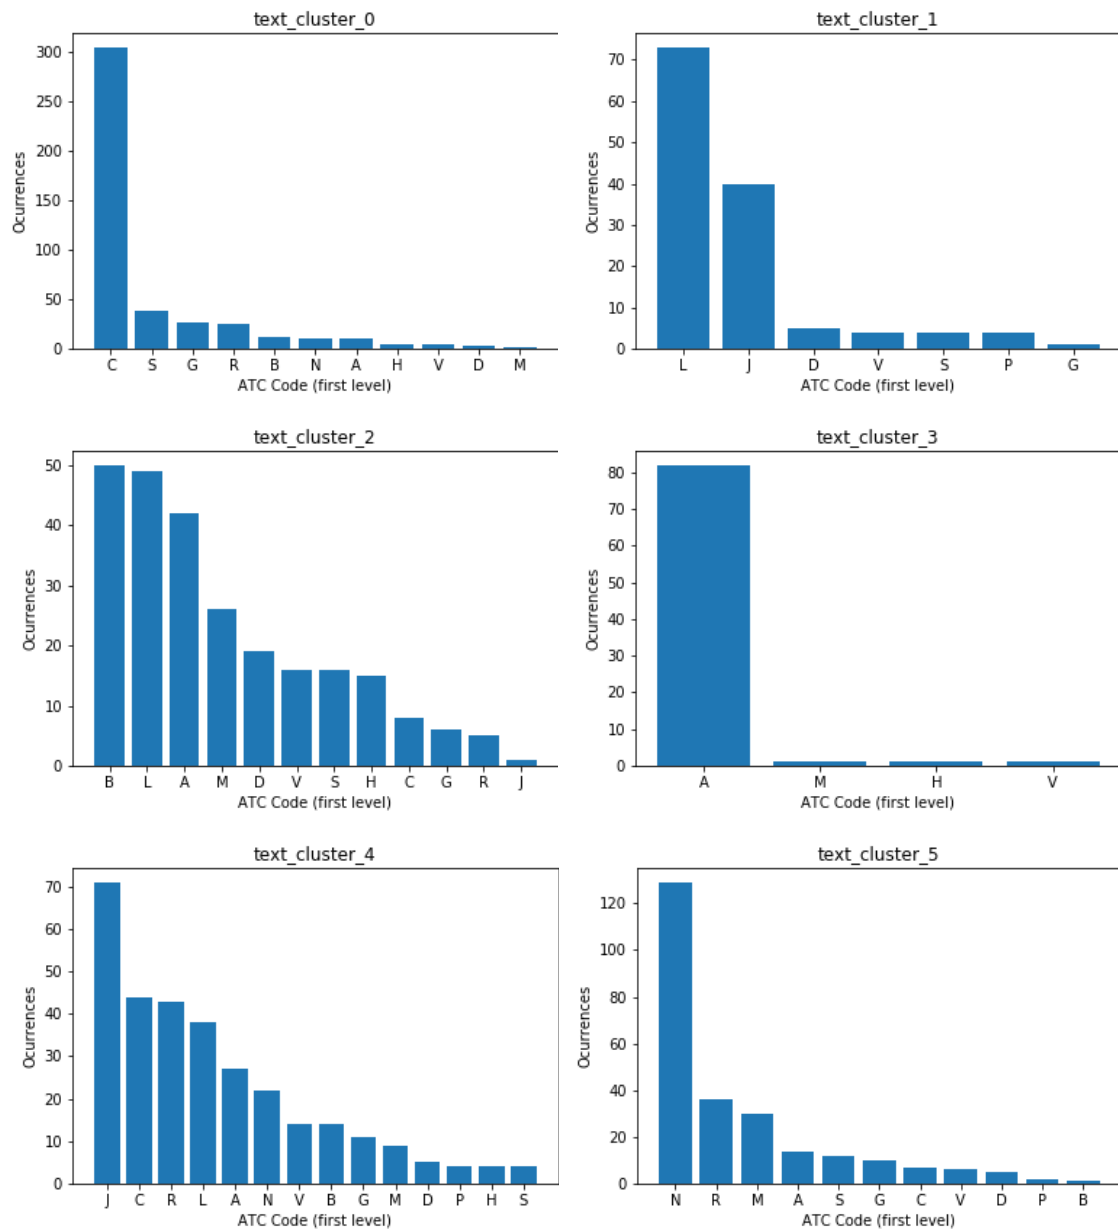 text_cluster_0
300
250
200
150
100
50
0
Ocurrences
C S G R B N A H V D M
ATC Code (first level)
text_cluster_1
70
60
50
40
30
20
10
0
Ocurrences
L J D V S P G
ATC Code (first level)
text_cluster_2
50
40
30
20
10
0
Ocurrences
B L A M D V S H C G R J
ATC Code (first level)
text_cluster_3
80
70
60
50
40
30
20
10
0
Ocurrences
A M H V
ATC Code (first level)
text_cluster_4
70
60
50
40
30
20
10
0
Ocurrences
J C R L A N V B G M D P H S
ATC Code (first level)
text_cluster_5
120
100
80
60
40
20
0
Ocurrences
N R M A S G C V D P B
ATC Code (first level)